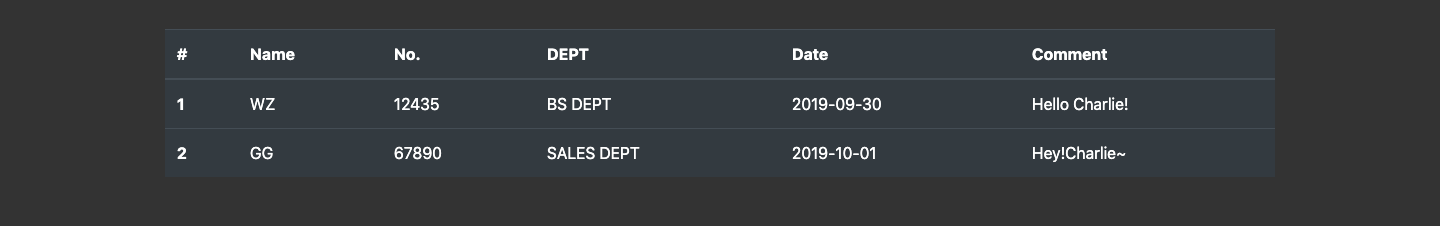 # Name No. DEPT Date Comment
1 WZ 12435 BS DEPT 2019-09-30 Hello Charlie!
2 GG 67890 SALES DEPT 2019-10-01 Hey!Charlie~